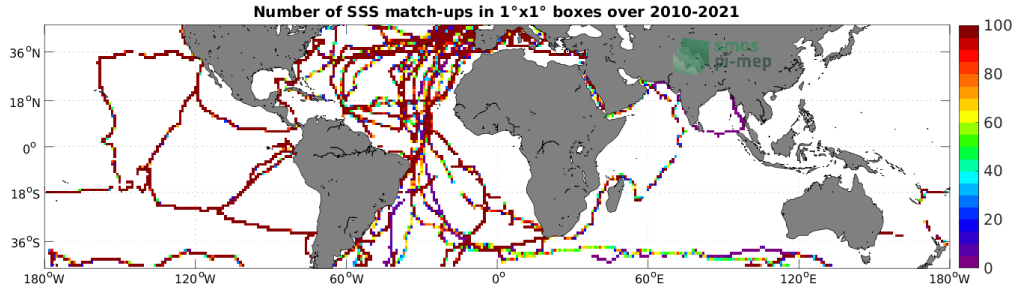 Number of SSS match-ups in 1°x1° boxes over 2010-2021
smos
pi-mep
36°N
18°N
0°
18°S
36°S
180°W
120°W
60°W
0°
60°E
120°E
180°W
100
80
60
40
20
0